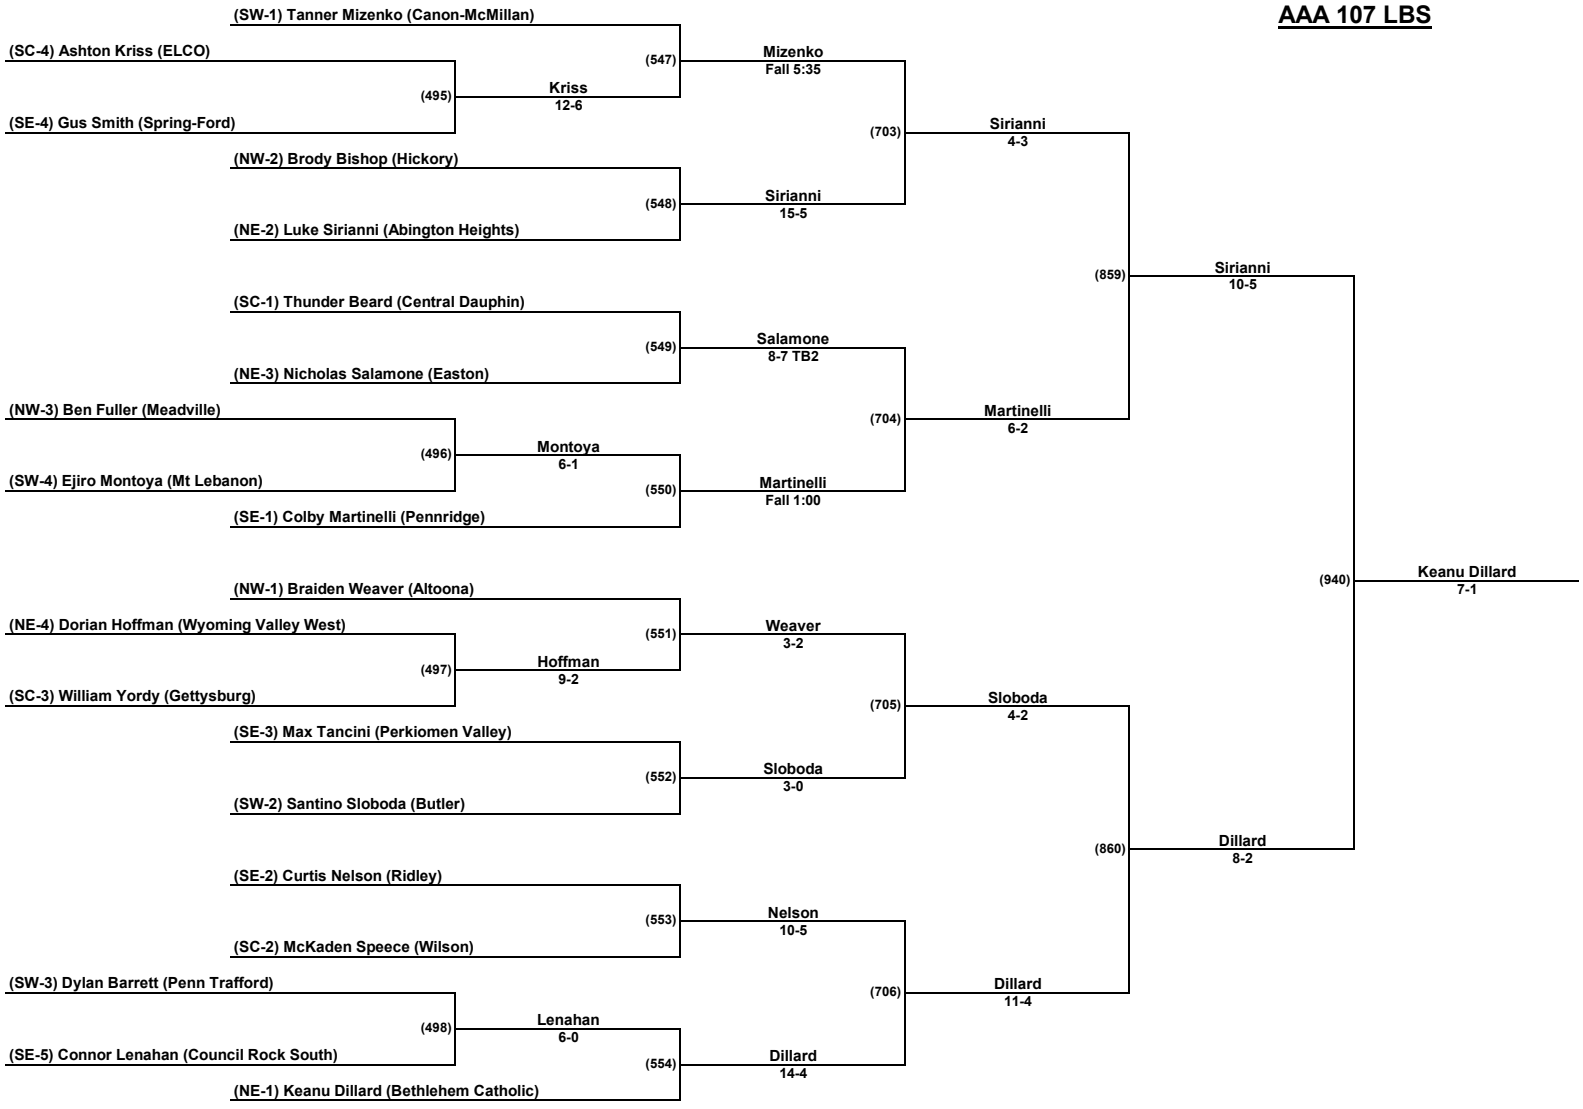 AAA 107 LBS
(SW-1) Tanner Mizenko (Canon-McMillan)
(SC-4) Ashton Kriss (ELCO)
(547)
Mizenko
Fall 5:35
(495)
Kriss
12-6
(SE-4) Gus Smith (Spring-Ford)
(703)
Sirianni
4-3
(NW-2) Brody Bishop (Hickory)
(548)
Sirianni
15-5
(NE-2) Luke Sirianni (Abington Heights)
(859)
Sirianni
10-5
(SC-1) Thunder Beard (Central Dauphin)
(549)
Salamone
8-7 TB2
(NE-3) Nicholas Salamone (Easton)
(NW-3) Ben Fuller (Meadville)
(704)
Martinelli
6-2
(496)
Montoya
6-1
(SW-4) Ejiro Montoya (Mt Lebanon)
(550)
Martinelli
Fall 1:00
(SE-1) Colby Martinelli (Pennridge)
(940)
Keanu Dillard
7-1
(NW-1) Braiden Weaver (Altoona)
(NE-4) Dorian Hoffman (Wyoming Valley West)
(551)
Weaver
3-2
(497)
Hoffman
9-2
(SC-3) William Yordy (Gettysburg)
(705)
Sloboda
4-2
(SE-3) Max Tancini (Perkiomen Valley)
(552)
Sloboda
3-0
(SW-2) Santino Sloboda (Butler)
(860)
Dillard
8-2
(SE-2) Curtis Nelson (Ridley)
(553)
Nelson
10-5
(SC-2) McKaden Speece (Wilson)
(SW-3) Dylan Barrett (Penn Trafford)
(706)
Dillard
11-4
(498)
Lenahan
6-0
(SE-5) Connor Lenahan (Council Rock South)
(554)
Dillard
14-4
(NE-1) Keanu Dillard (Bethlehem Catholic)